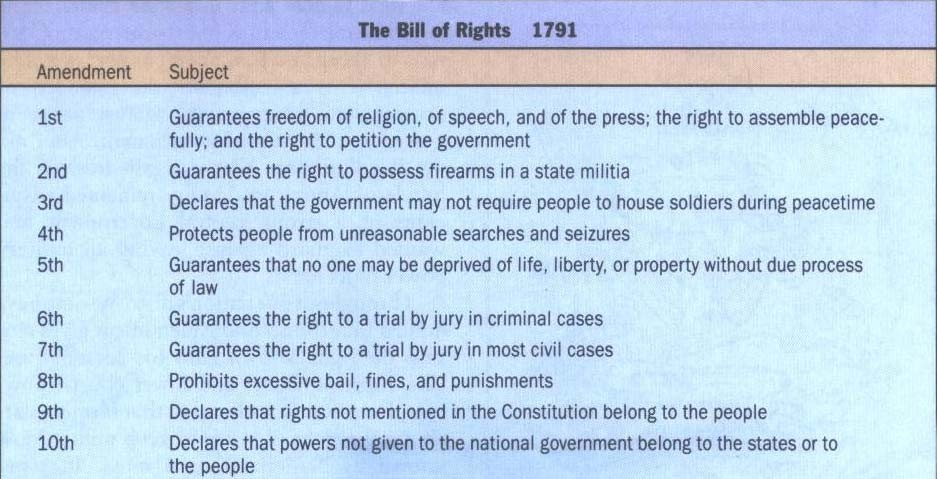 The Bill of Rights 1791
Amendment Subject
1st Guarantees freedom of religion, of speech, and of the press; the right to assemble peace-
fully; and the right to petition the government
2nd Guarantees the right to possess firearms in a state militia
3rd Declares that the government may not require people to house soldiers during peacetime
4th Protects people from unreasonable searches and seizures
5th Guarantees that no one may be deprived of life, liberty, or property without due process
of law
6th Guarantees the right to a trial by jury in criminal cases
7th Guarantees the right to a trial by jury in most civil cases
8th Prohibits excessive bail, fines, and punishments
9th Declares that rights not mentioned in the Constitution belong to the people
10th Declares that powers not given to the national government belong to the states or to
the people